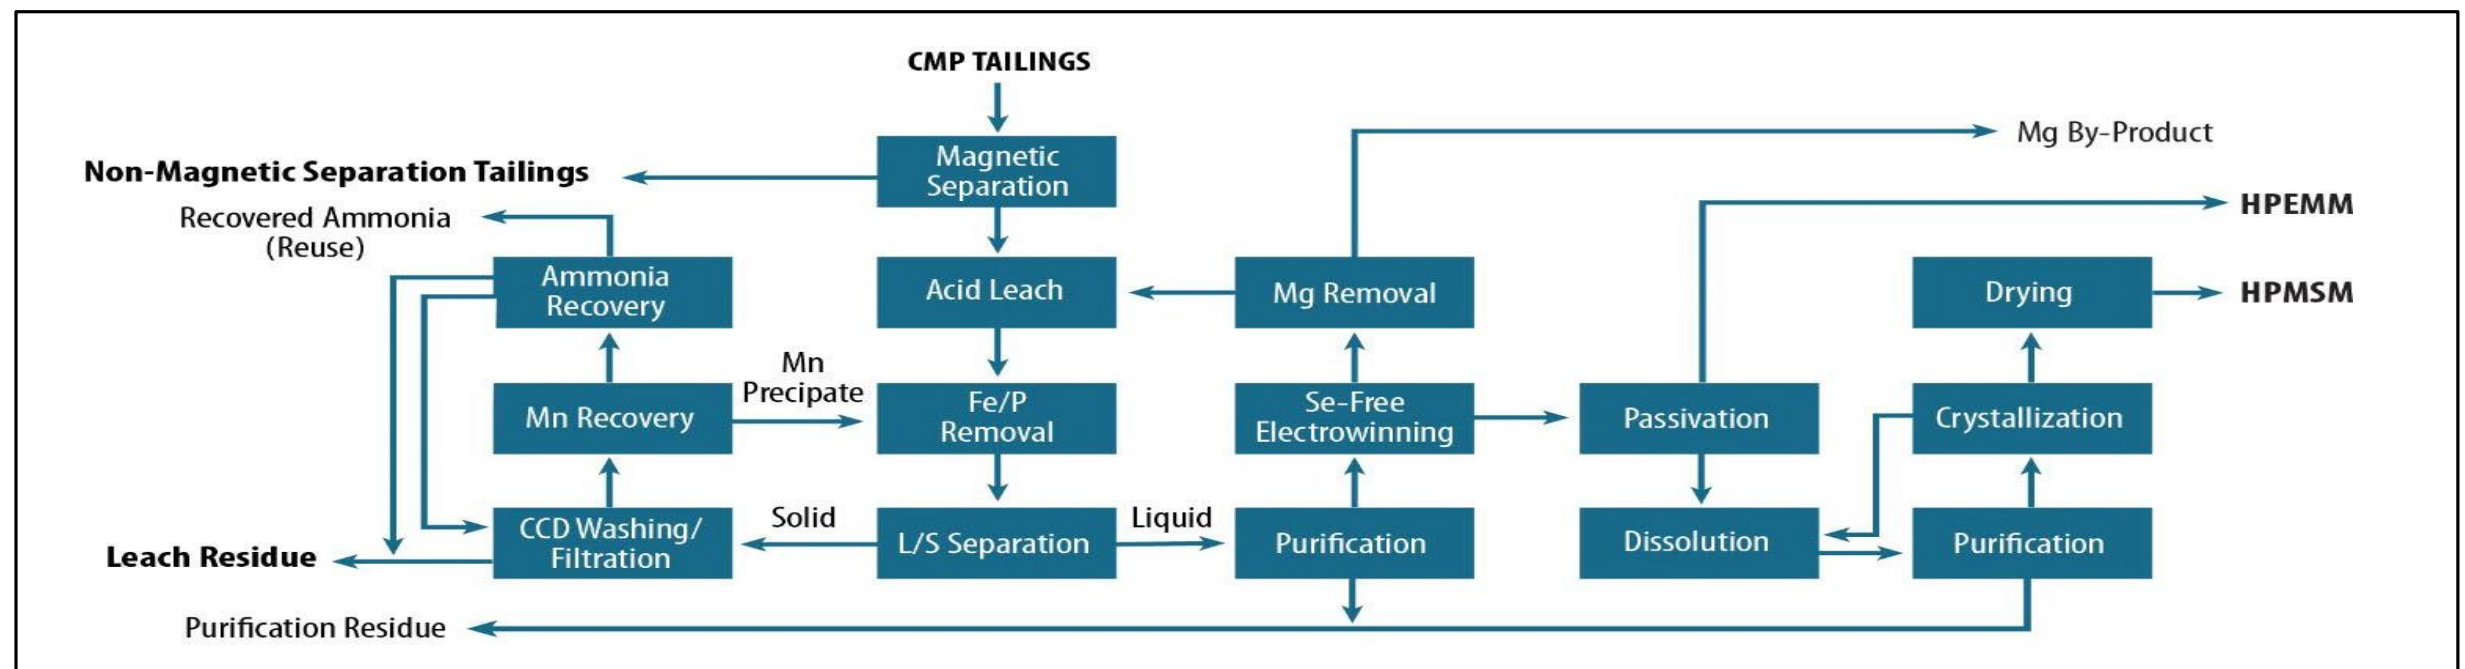 CMP TAILINGS
Magnetic
Separation
Mg By-Product
Non-Magnetic Separation Tailings
Recovered Ammonia
(Reuse)
HPEMM
Ammonia
Recovery
Acid Leach
Mg Removal
Drying
HPMSM
Mn
Precipate
Mn Recovery
Fe/P
Removal
Se-Free
Electrowinning
Passivation
Crystallization
Leach Residue
CCD Washing/
Filtration
Solid
L/S Separation
Liquid
Purification
Dissolution
Purification
Purification Residue